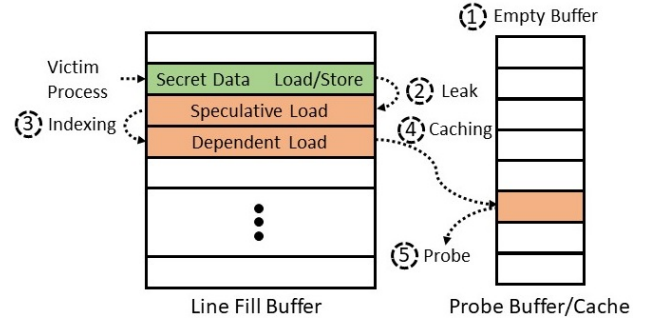 ① Empty Buffer
Victim
Process
Secret Data Load/Store
② Leak
Speculative Load
③ Indexing
④ Caching
Dependent Load
⑤ Probe
Line Fill Buffer
Probe Buffer/Cache